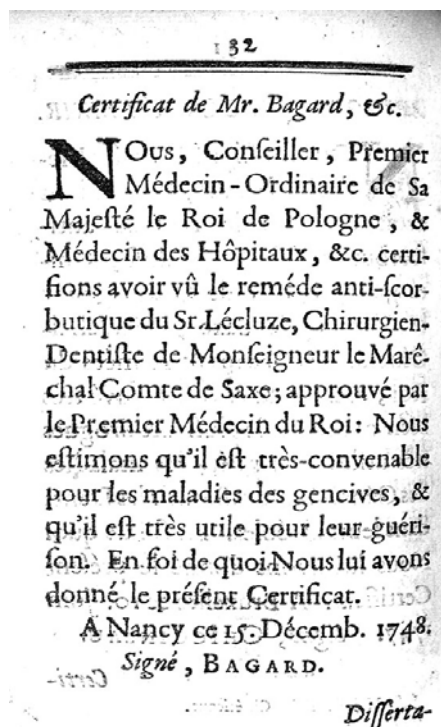 132
Certificat de Mr. Bagard, &c.
NOus, Conſeiller, Premier
Médecin-Ordinaire de Sa
Majeſté le Roi de Pologne, &
Médecin des Hôpitaux, &c. certi-
fions avoir vû le reméde anti-ſcor-
butique du Sr. Lécluze, Chirurgien-
Dentiſte de Monſeigneur le Marê-
chal Comte de Saxe; approuvé par
le Premier Médecin du Roi: Nous
eſtimons qu'il eſt très-convenable
pour les maladies des gencives, &
qu'il eſt très utile pour leur guéri-
ſon. En foi de quoi Nous lui avons
donné le préſent Certificat.
A Nancy ce 15. Décemb. 1748.
Signé, BAGARD.
Diſſerta-